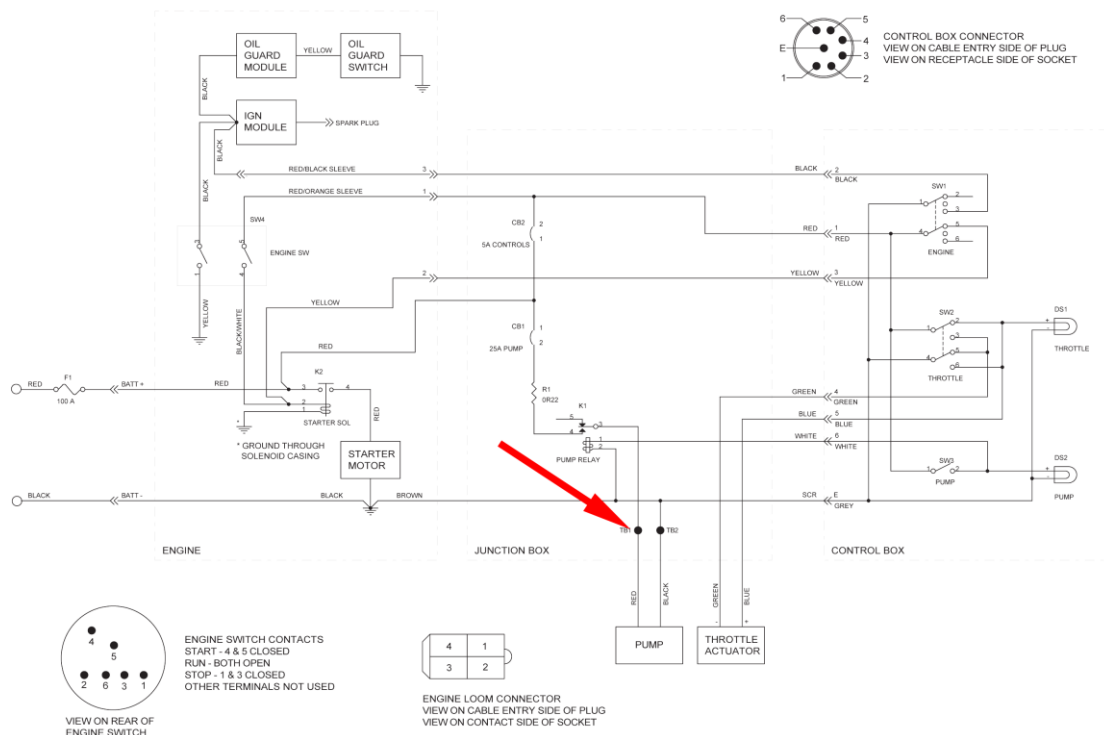 OIL
GUARD
MODULE
YELLOW
OIL
GUARD
SWITCH
BLACK
IGN
MODULE
SPARK PLUG
BLACK
BLACK
6
5
E
4
3
1
2
CONTROL BOX CONNECTOR
VIEW ON CABLE ENTRY SIDE OF PLUG
VIEW ON RECEPTACLE SIDE OF SOCKET
RED/BLACK SLEEVE
3
BLACK
2
BLACK
RED/ORANGE SLEEVE
1
SW1
1
2
3
4
5
6
ENGINE
SW4
3
5
ENGINE SW
1
4
CB2
2
1
5A CONTROLS
RED
1
RED
2
YELLOW
3
YELLOW
YELLOW
YELLOW
BLACK/WHITE
RED
CB1
1
2
25A PUMP
SW2
1
2
3
4
5
6
THROTTLE
DS1
+
-
THROTTLE
RED
F1
100 A
BATT +
RED
K2
3
4
2
1
STARTER SOL
RED
*
* GROUND THROUGH
SOLENOID CASING
STARTER
MOTOR
R1
0R22
K1
5
3
4
1
2
PUMP RELAY
GREEN
4
GREEN
BLUE
5
BLUE
WHITE
6
WHITE
SW3
1
2
PUMP
DS2
+
-
PUMP
BLACK
BATT -
BLACK
BROWN
SCR
E
GREY
TB1
TB2
ENGINE
JUNCTION BOX
CONTROL BOX
RED
BLACK
GREEN
BLUE
-
+
PUMP
THROTTLE
ACTUATOR
4
5
2
6
3
1
ENGINE SWITCH CONTACTS
START - 4 & 5 CLOSED
RUN - BOTH OPEN
STOP - 1 & 3 CLOSED
OTHER TERMINALS NOT USED
VIEW ON REAR OF
ENGINE SWITCH
4
1
3
2
ENGINE LOOM CONNECTOR
VIEW ON CABLE ENTRY SIDE OF PLUG
VIEW ON CONTACT SIDE OF SOCKET